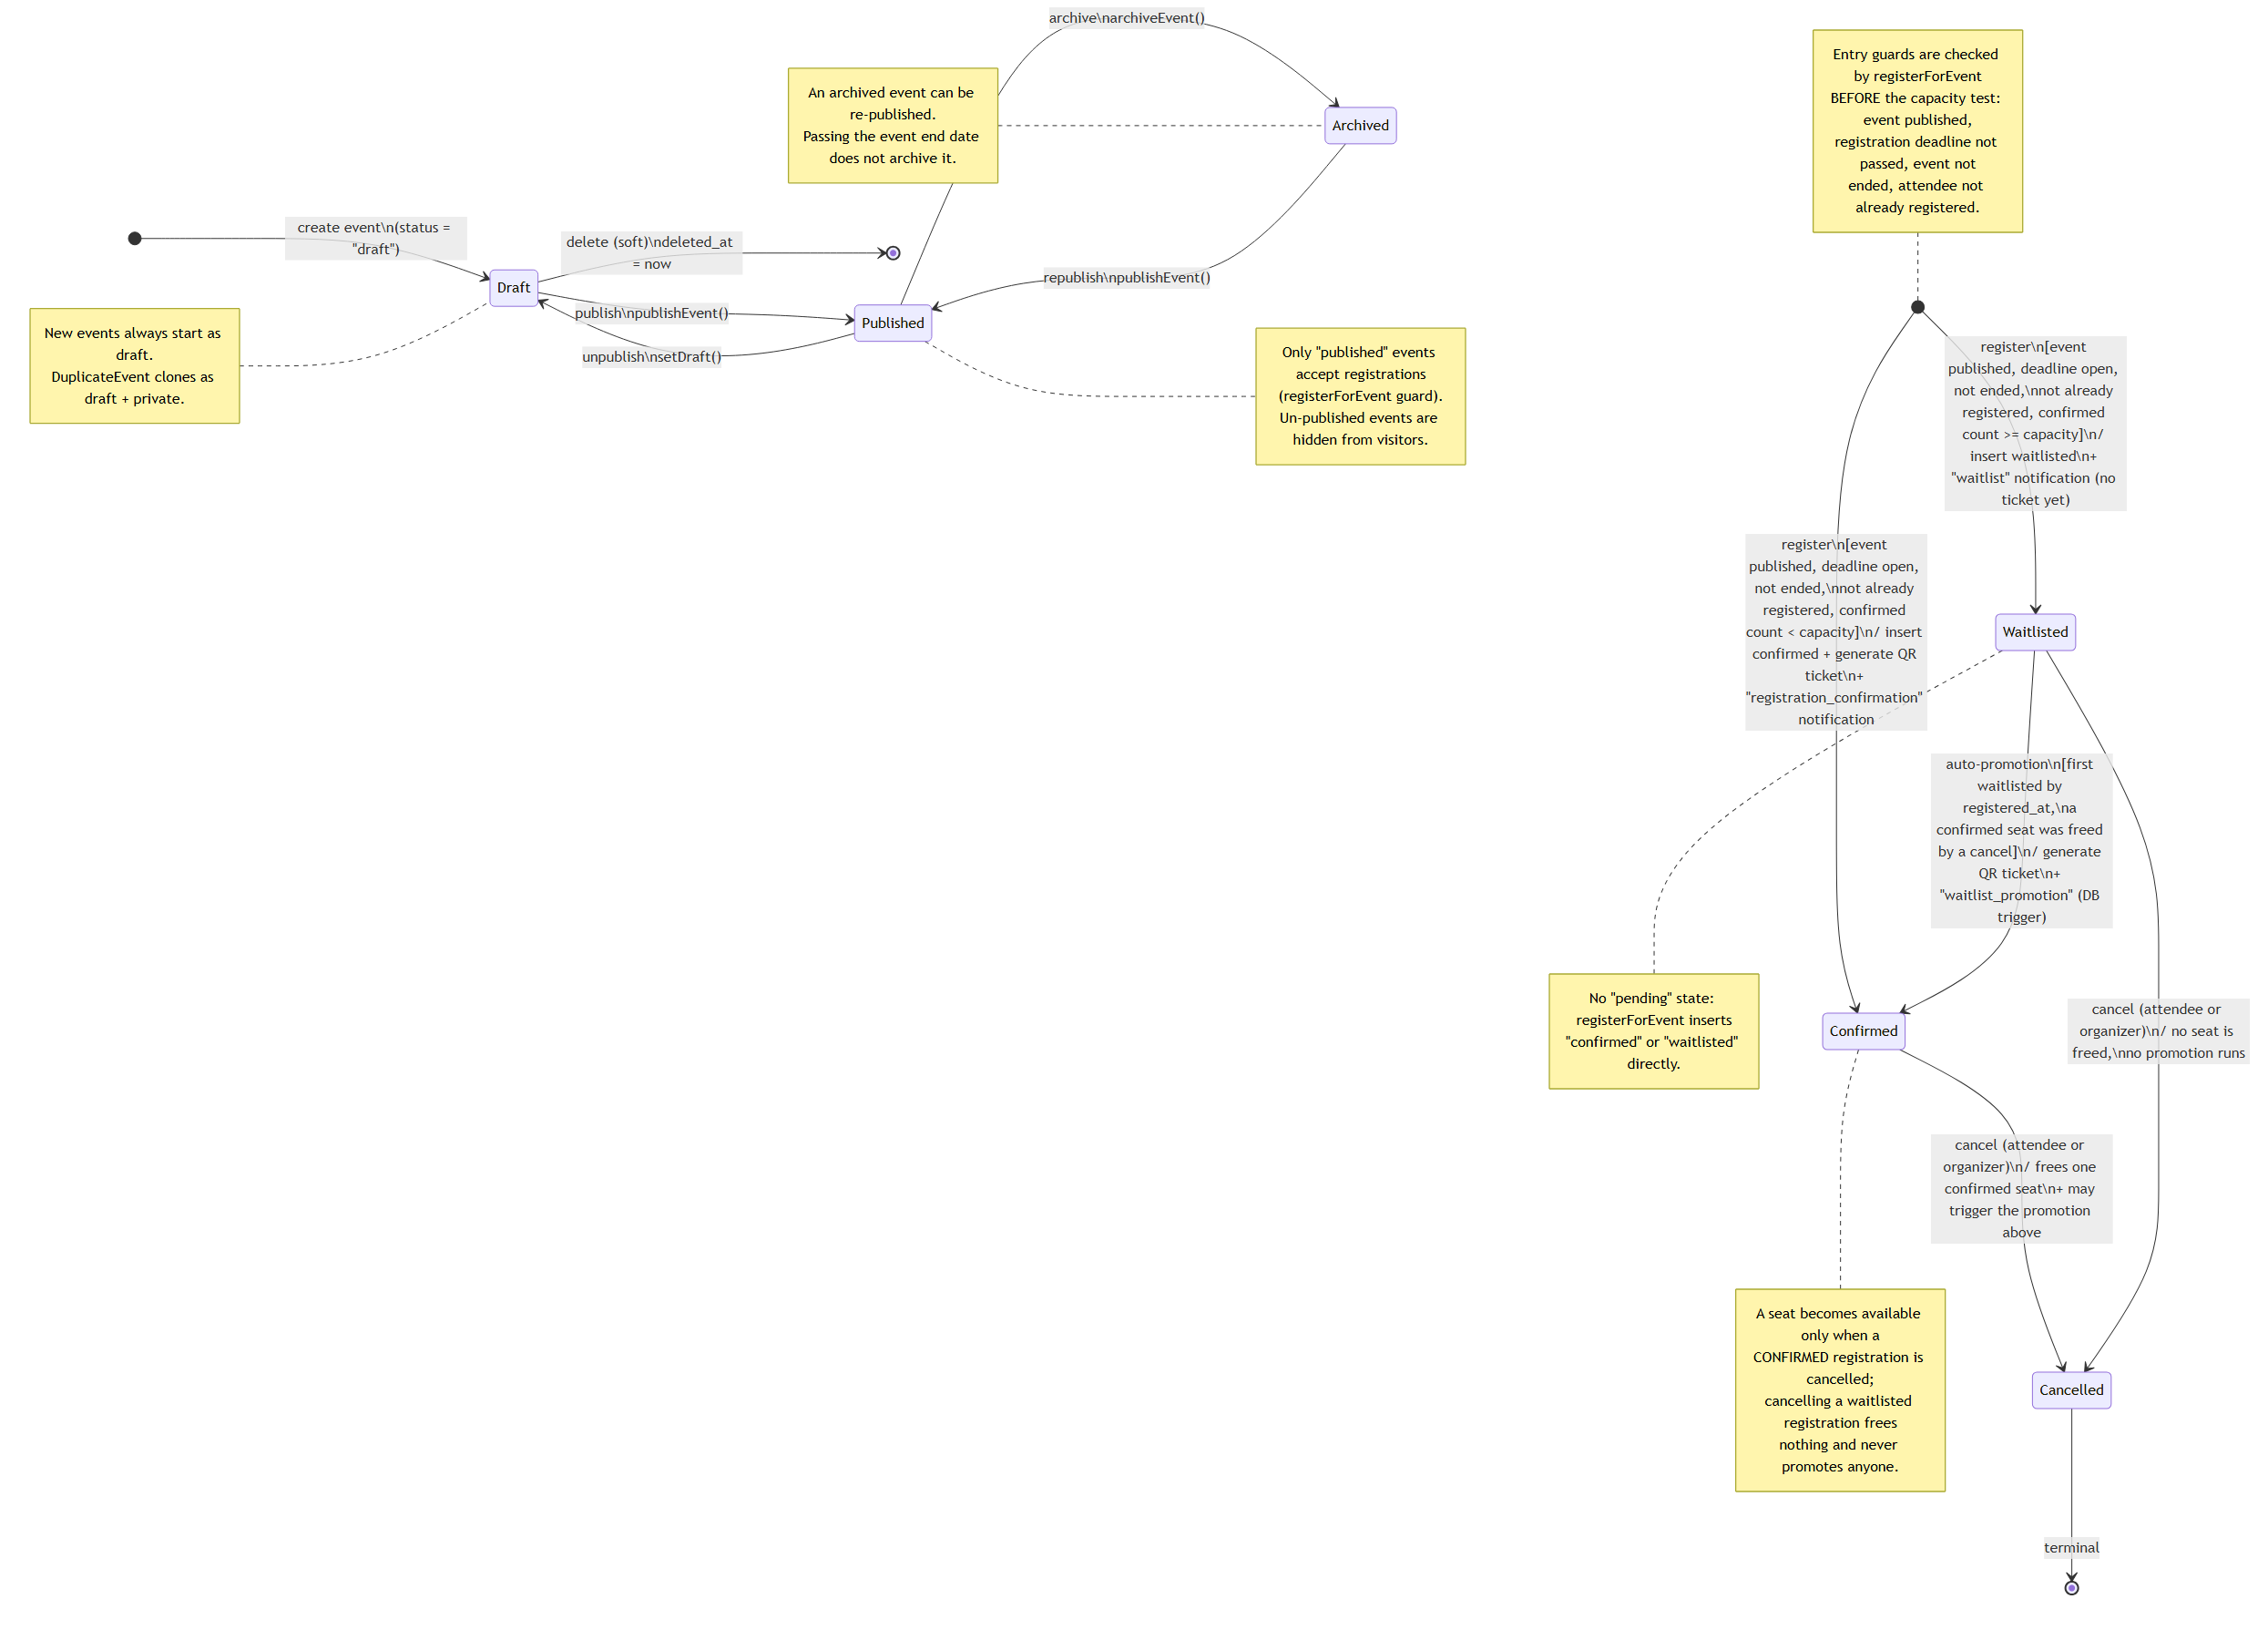 archive\narchiveEvent()
An archived event can be
re-published.
Passing the event end date
does not archive it.
Archived
create event\n(status =
"draft")
delete (soft)\ndeleted_at
= now
Draft
publish\npublishEvent()
republish\npublishEvent()
Published
unpublish\nsetDraft()
New events always start as
draft.
DuplicateEvent clones as
draft + private.
Only "published" events
accept registrations
(registerForEvent guard).
Un-published events are
hidden from visitors.
Entry guards are checked
by registerForEvent
BEFORE the capacity test:
event published,
registration deadline not
passed, event not
ended, attendee not
already registered.
register\n[event
published, deadline open,
not ended,\nnot already
registered, confirmed
count >= capacity]\n/
insert waitlisted\n+
"waitlist" notification (no
ticket yet)
register\n[event
published, deadline open,
not ended,\nnot already
registered, confirmed
count < capacity]\n/ insert
confirmed + generate QR
ticket\n+
"registration_confirmation"
notification
Waitlisted
auto-promotion\n[first
waitlisted by
registered_at,\na
confirmed seat was freed
by a cancel]\n/ generate
QR ticket\n+
"waitlist_promotion" (DB
trigger)
No "pending" state:
registerForEvent inserts
"confirmed" or "waitlisted"
directly.
Confirmed
cancel (attendee or
organizer)\n/ no seat is
freed,\nno promotion runs
cancel (attendee or
organizer)\n/ frees one
confirmed seat\n+ may
trigger the promotion
above
A seat becomes available
only when a
CONFIRMED registration is
cancelled;
cancelling a waitlisted
registration frees
nothing and never
promotes anyone.
Cancelled
terminal